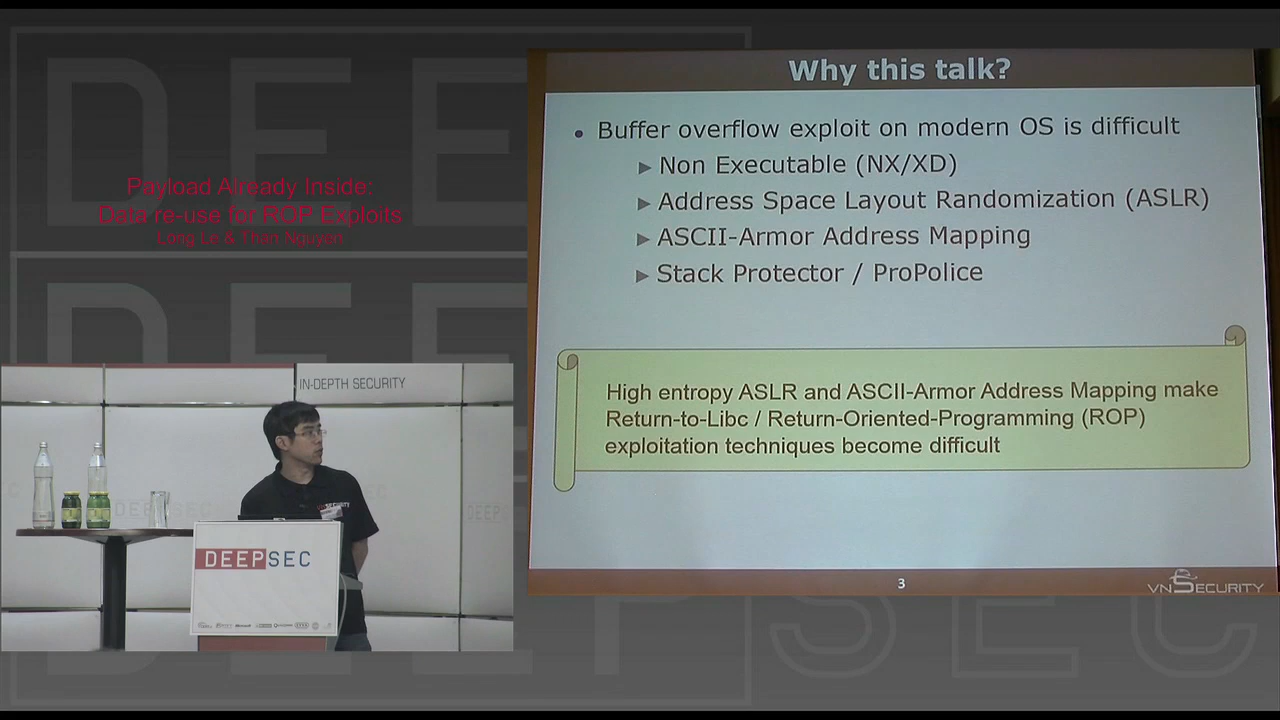 Payload Already Inside:
Data re-use for ROP Exploits
Long Le & Thanh Nguyen
IN-DEPTH SECURITY
DEEPSEC
DEEPSEC
DEEPSEC
Why this talk?
• Buffer overflow exploit on modern OS is difficult
Non Executable (NX/XD)
Address Space Layout Randomization (ASLR)
ASCII-Armor Address Mapping
Stack Protector / ProPolice
High entropy ASLR and ASCII-Armor Address Mapping make
Return-to-Libc / Return-Oriented-Programming (ROP)
exploitation techniques become difficult
3
VNSECURITY